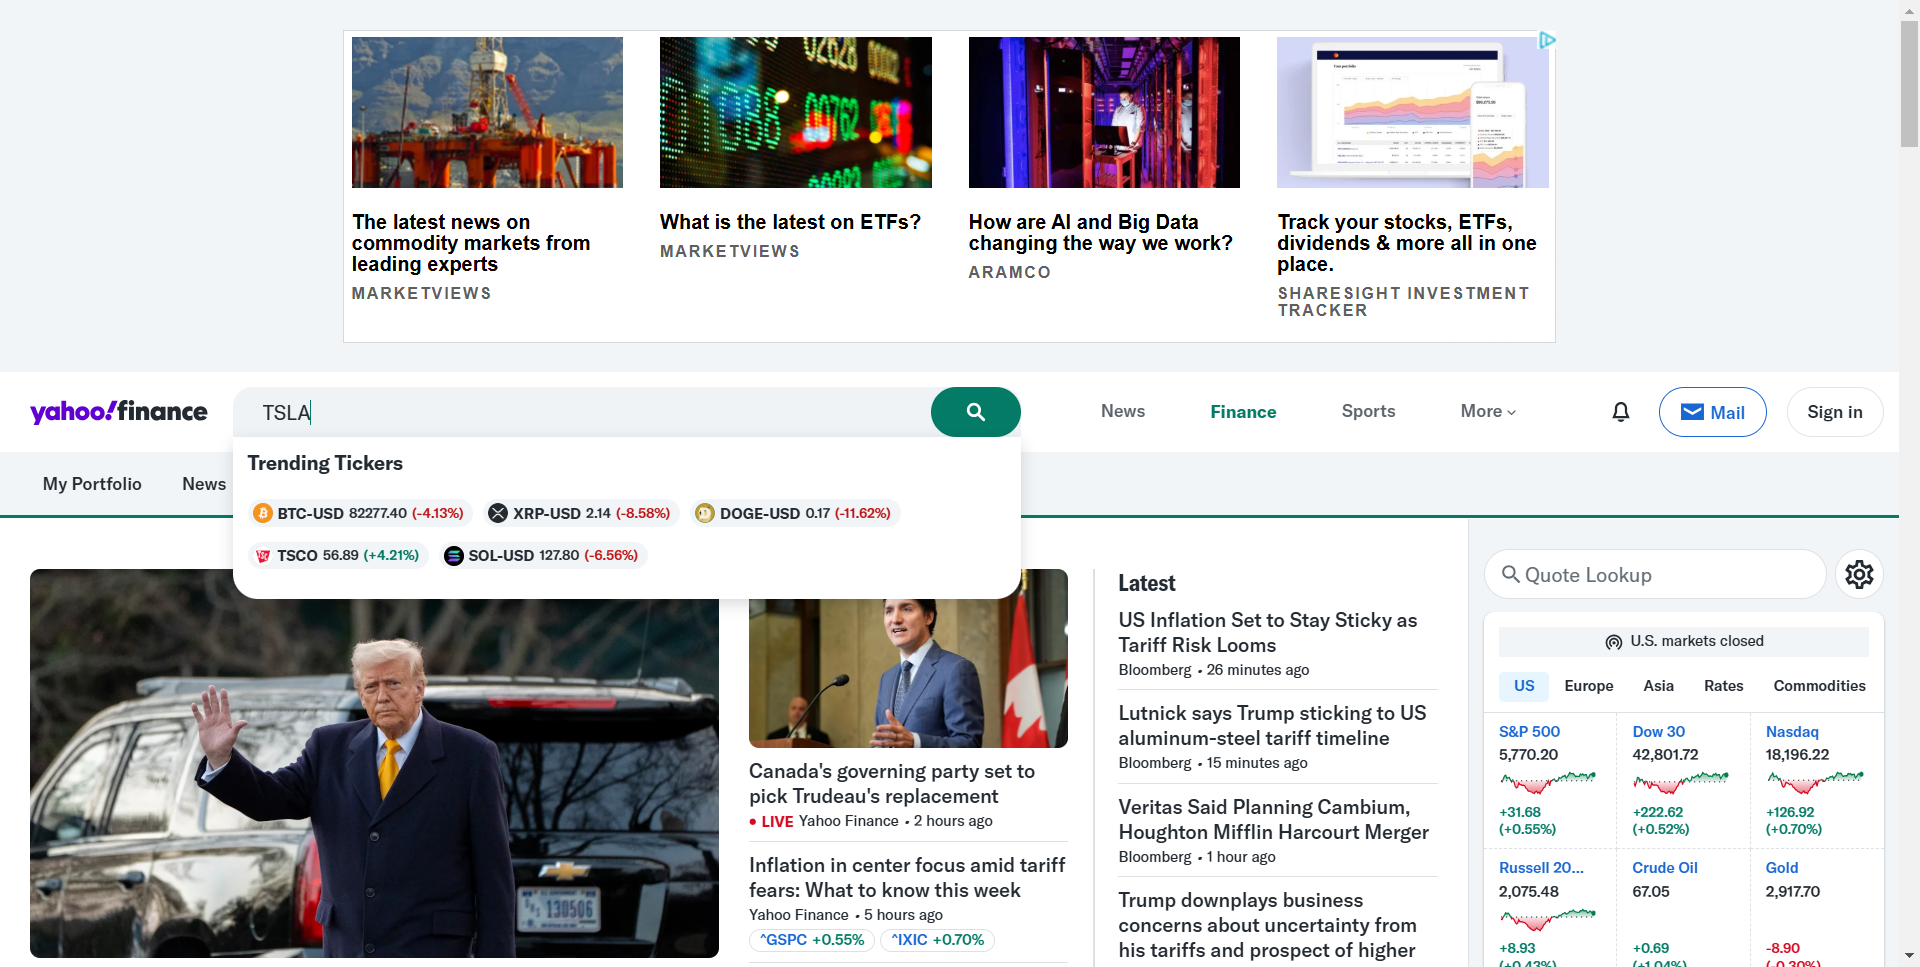 The latest news on
commodity markets from
leading experts
MARKETVIEWS
What is the latest on ETFs?
MARKETVIEWS
How are AI and Big Data
changing the way we work?
ARAMCO
Track your stocks, ETFs,
dividends & more all in one
place.
SHARESIGHT INVESTMENT
TRACKER
yahoo!finance
TSLA
News
Finance
Sports
More
Mail
Sign in
My Portfolio
News
Trending Tickers
BTC-USD 82277.40 (-4.13%)
XRP-USD 2.14 (-8.58%)
DOGE-USD 0.17 (-11.62%)
TSCO 56.89 (+4.21%)
SOL-USD 127.80 (-6.56%)
Canada's governing party set to
pick Trudeau's replacement
• LIVE Yahoo Finance • 2 hours ago
Inflation in center focus amid tariff
fears: What to know this week
Yahoo Finance • 5 hours ago
^GSPC +0.55%
^IXIC +0.70%
Latest
US Inflation Set to Stay Sticky as
Tariff Risk Looms
Bloomberg • 26 minutes ago
Lutnick says Trump sticking to US
aluminum-steel tariff timeline
Bloomberg • 15 minutes ago
Veritas Said Planning Cambium,
Houghton Mifflin Harcourt Merger
Bloomberg • 1 hour ago
Trump downplays business
concerns about uncertainty from
his tariffs and prospect of higher
Quote Lookup
U.S. markets closed
US
Europe
Asia
Rates
Commodities
S&P 500
5,770.20
+31.68
(+0.55%)
Dow 30
42,801.72
+222.62
(+0.52%)
Nasdaq
18,196.22
+126.92
(+0.70%)
Russell 20...
2,075.48
+8.93
(+0.43%)
Crude Oil
67.05
+0.69
(+1.04%)
Gold
2,917.70
-8.90
(-0.30%)
130506